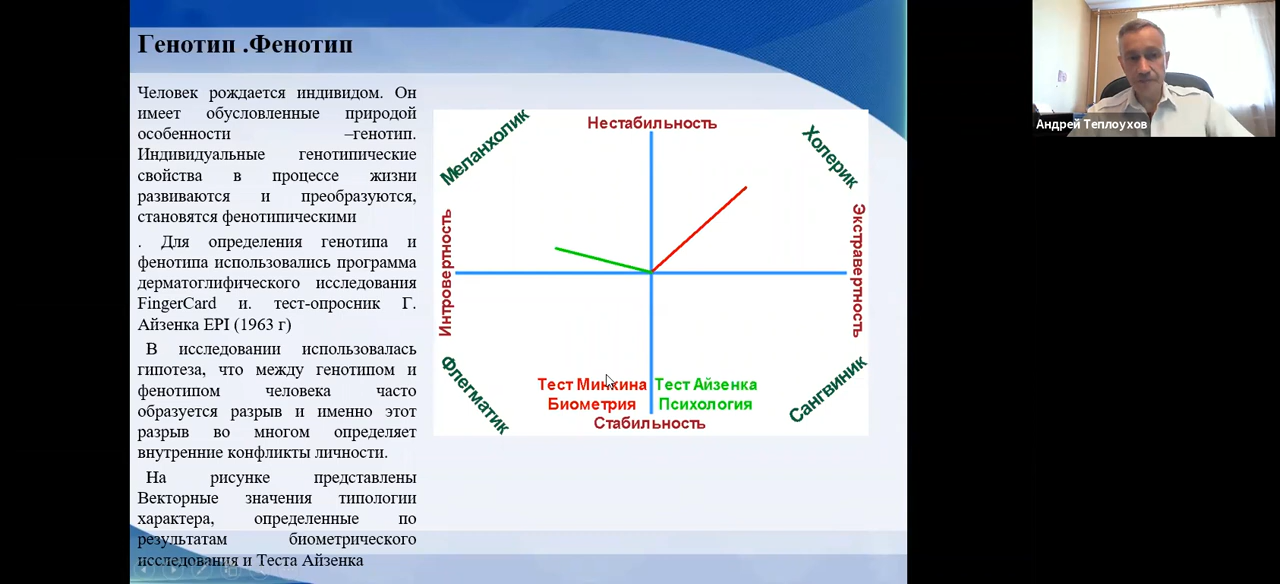 Генотип .Фенотип
Человек рождается индивидом. Он
имеет обусловленные природой
особенности –генотип.
Индивидуальные генотипические
свойства в процессе жизни
развиваются и преобразуются,
становятся фенотипическими
. Для определения генотипа и
фенотипа использовались программа
дерматоглифического исследования
FingerCard и. тест-опросник Г.
Айзенка EPI (1963 г)
В исследовании использовалась
гипотеза, что между генотипом и
фенотипом человека часто
образуется разрыв и именно этот
разрыв во многом определяет
внутренние конфликты личности.
На рисунке представлены
Векторные значения типологии
характера, определенные по
результатам биометрического
исследования и Теста Айзенка
Нестабильность
Меланхолик
Холерик
Интровертность
Экстравертность
Флегматик
Сангвиник
Тест Минкина
Биометрия
Тест Айзенка
Психология
Стабильность
Андрей Теплоухов